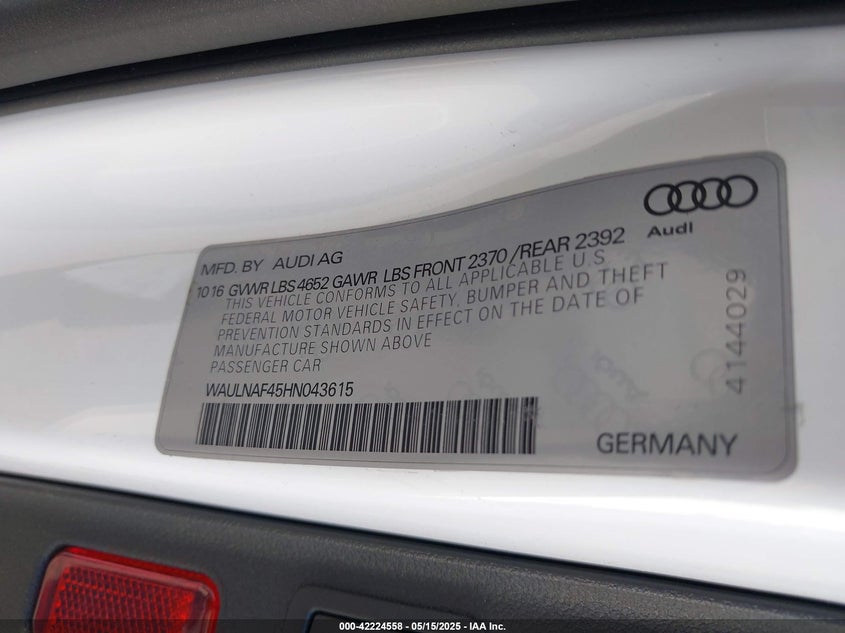 Audi
MFD. BY AUDI AG
10 16 GVWR LBS 4652 GAWR LBS FRONT 2370 /REAR 2392
THIS VEHICLE CONFORMS TO ALL APPLICABLE U.S
FEDERAL MOTOR VEHICLE SAFETY, BUMPER AND THEFT
PREVENTION STANDARDS IN EFFECT ON THE DATE OF
MANUFACTURE SHOWN ABOVE
PASSENGER CAR
WAULNAF45HN043615
GERMANY
4144029
Audi
000-42224558 - 05/15/2025 - IAA Inc.